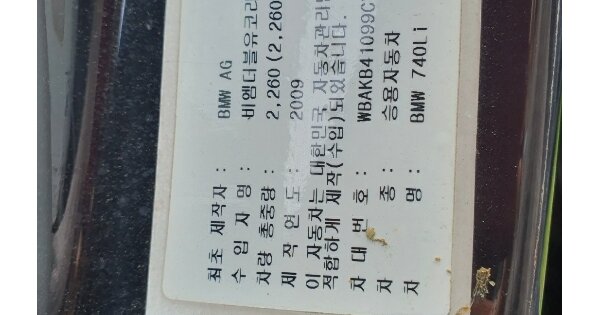 최초 제작자 : BMW AG
수 입 자 명 : 비엠더블유코리
차량 총중량 : 2,260 (2,260
제 작 연 도 : 2009
이 자동차는 대한민국 자동차관리
적합하게 제작(수입)되었습니다.
차 대 번 호 : WBAKB41099C
차 종 : 승용자동차
차 명 : BMW 740Li